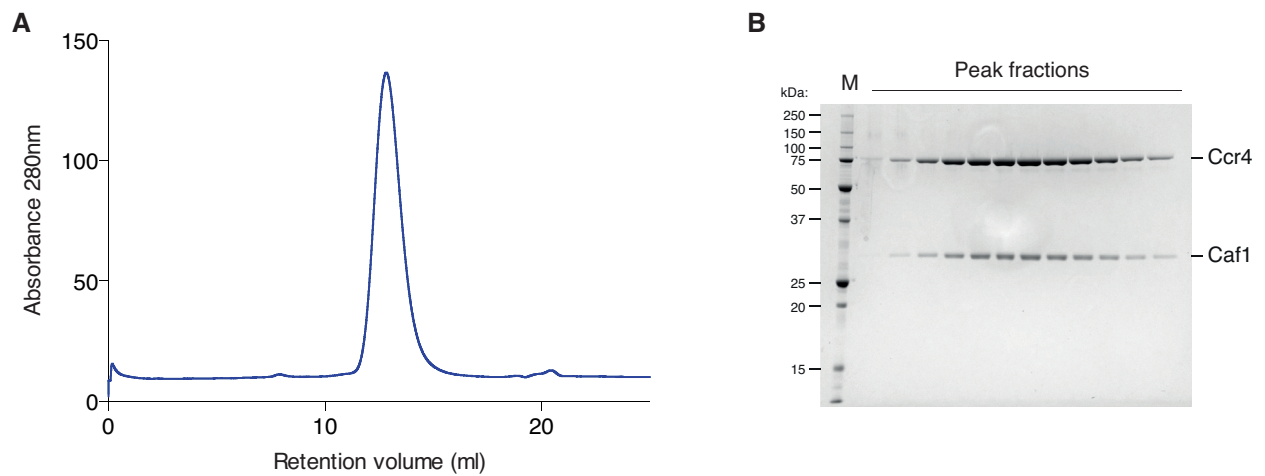 A
150
100
50
0
0
10
20
Absorbance 280nm
Retention volume (ml)
B
Peak fractions
M
kDa:
250
150
100
75
50
37
25
20
15
Ccr4
Caf1